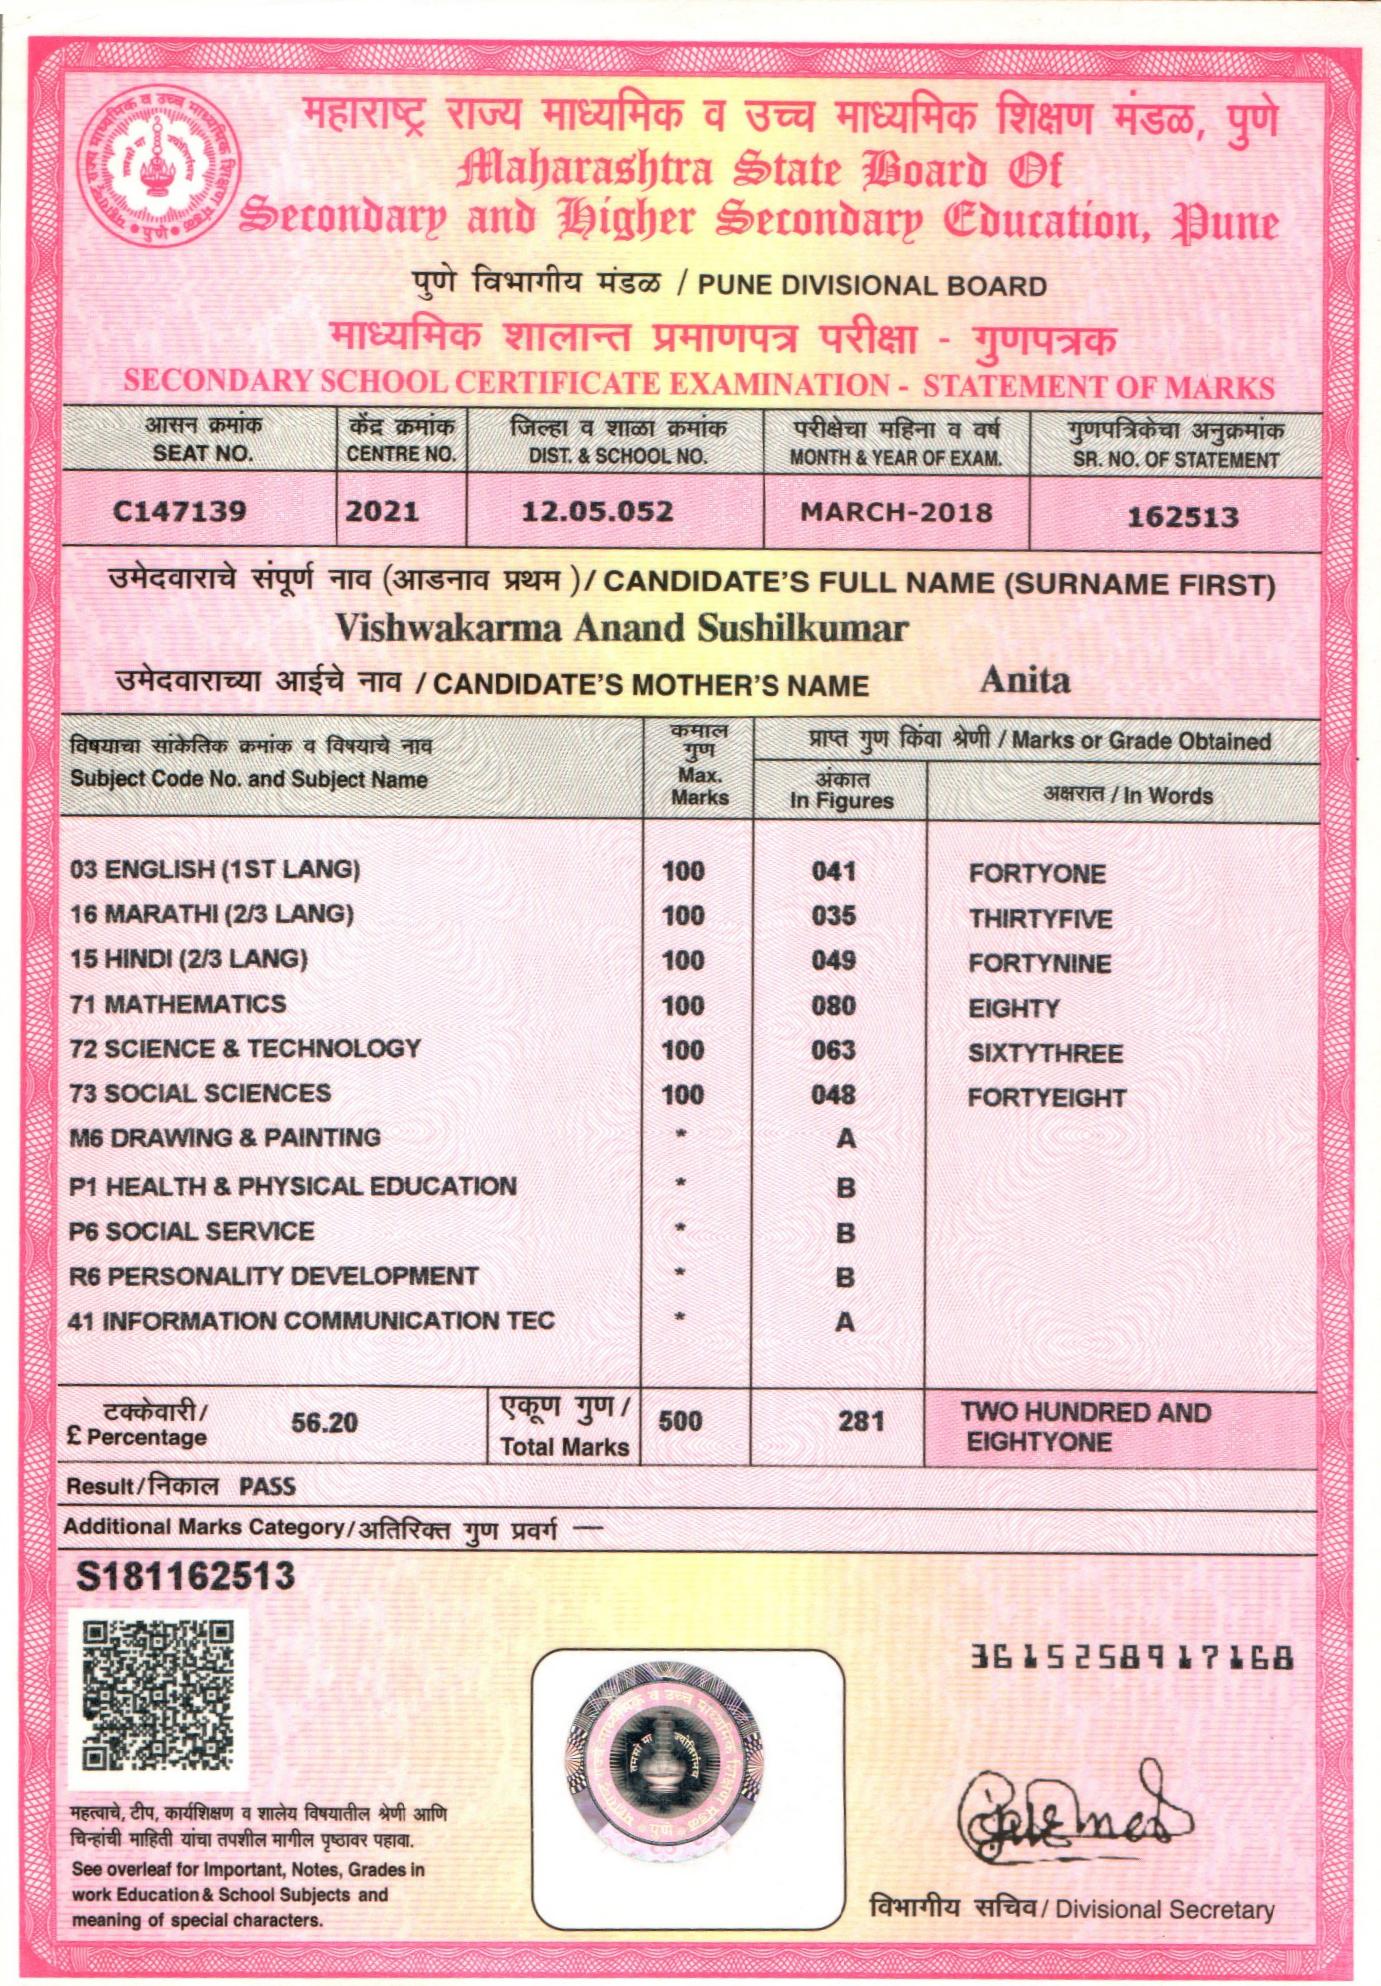 महाराष्ट्र राज्य माध्यमिक व उच्च माध्यमिक शिक्षण मंडळ, पुणे
Maharashtra State Board Of
Secondary and Higher Secondary Education, Pune
पुणे विभागीय मंडळ / PUNE DIVISIONAL BOARD
माध्यमिक शालान्त प्रमाणपत्र परीक्षा - गुणपत्रक
SECONDARY SCHOOL CERTIFICATE EXAMINATION - STATEMENT OF MARKS
आसन क्रमांक केंद्र क्रमांक जिल्हा व शाळा क्रमांक परीक्षेचा महिना व वर्ष गुणपत्रिकेचा अनुक्रमांक
SEAT NO. CENTRE NO. DIST. & SCHOOL NO. MONTH & YEAR OF EXAM. SR. NO. OF STATEMENT
C147139 2021 12.05.052 MARCH-2018 162513
उमेदवाराचे संपूर्ण नाव (आडनाव प्रथम )/ CANDIDATE'S FULL NAME (SURNAME FIRST)
Vishwakarma Anand Sushilkumar
उमेदवाराच्या आईचे नाव / CANDIDATE'S MOTHER'S NAME Anita
विषयाचा सांकेतिक क्रमांक व विषयाचे नाव
Subject Code No. and Subject Name
कमाल
गुण
Max.
Marks
प्राप्त गुण किंवा श्रेणी / Marks or Grade Obtained
अंकात
In Figures
अक्षरात / In Words
03 ENGLISH (1ST LANG) 100 041 FORTYONE
16 MARATHI (2/3 LANG) 100 035 THIRTYFIVE
15 HINDI (2/3 LANG) 100 049 FORTYNINE
71 MATHEMATICS 100 080 EIGHTY
72 SCIENCE & TECHNOLOGY 100 063 SIXTYTHREE
73 SOCIAL SCIENCES 100 048 FORTYEIGHT
M6 DRAWING & PAINTING * A
P1 HEALTH & PHYSICAL EDUCATION * B
P6 SOCIAL SERVICE * B
R6 PERSONALITY DEVELOPMENT * B
41 INFORMATION COMMUNICATION TEC * A
टक्केवारी/
£ Percentage
56.20
एकूण गुण /
Total Marks
500 281
TWO HUNDRED AND
EIGHTYONE
Result/निकाल PASS
Additional Marks Category/अतिरिक्त गुण प्रवर्ग —
S181162513
3615258917168
महत्वाचे, टीप, कार्यशिक्षण व शालेय विषयातील श्रेणी आणि
चिन्हांची माहिती यांचा तपशील मागील पृष्ठावर पहावा.
See overleaf for Important, Notes, Grades in
work Education & School Subjects and
meaning of special characters.
विभागीय सचिव / Divisional Secretary